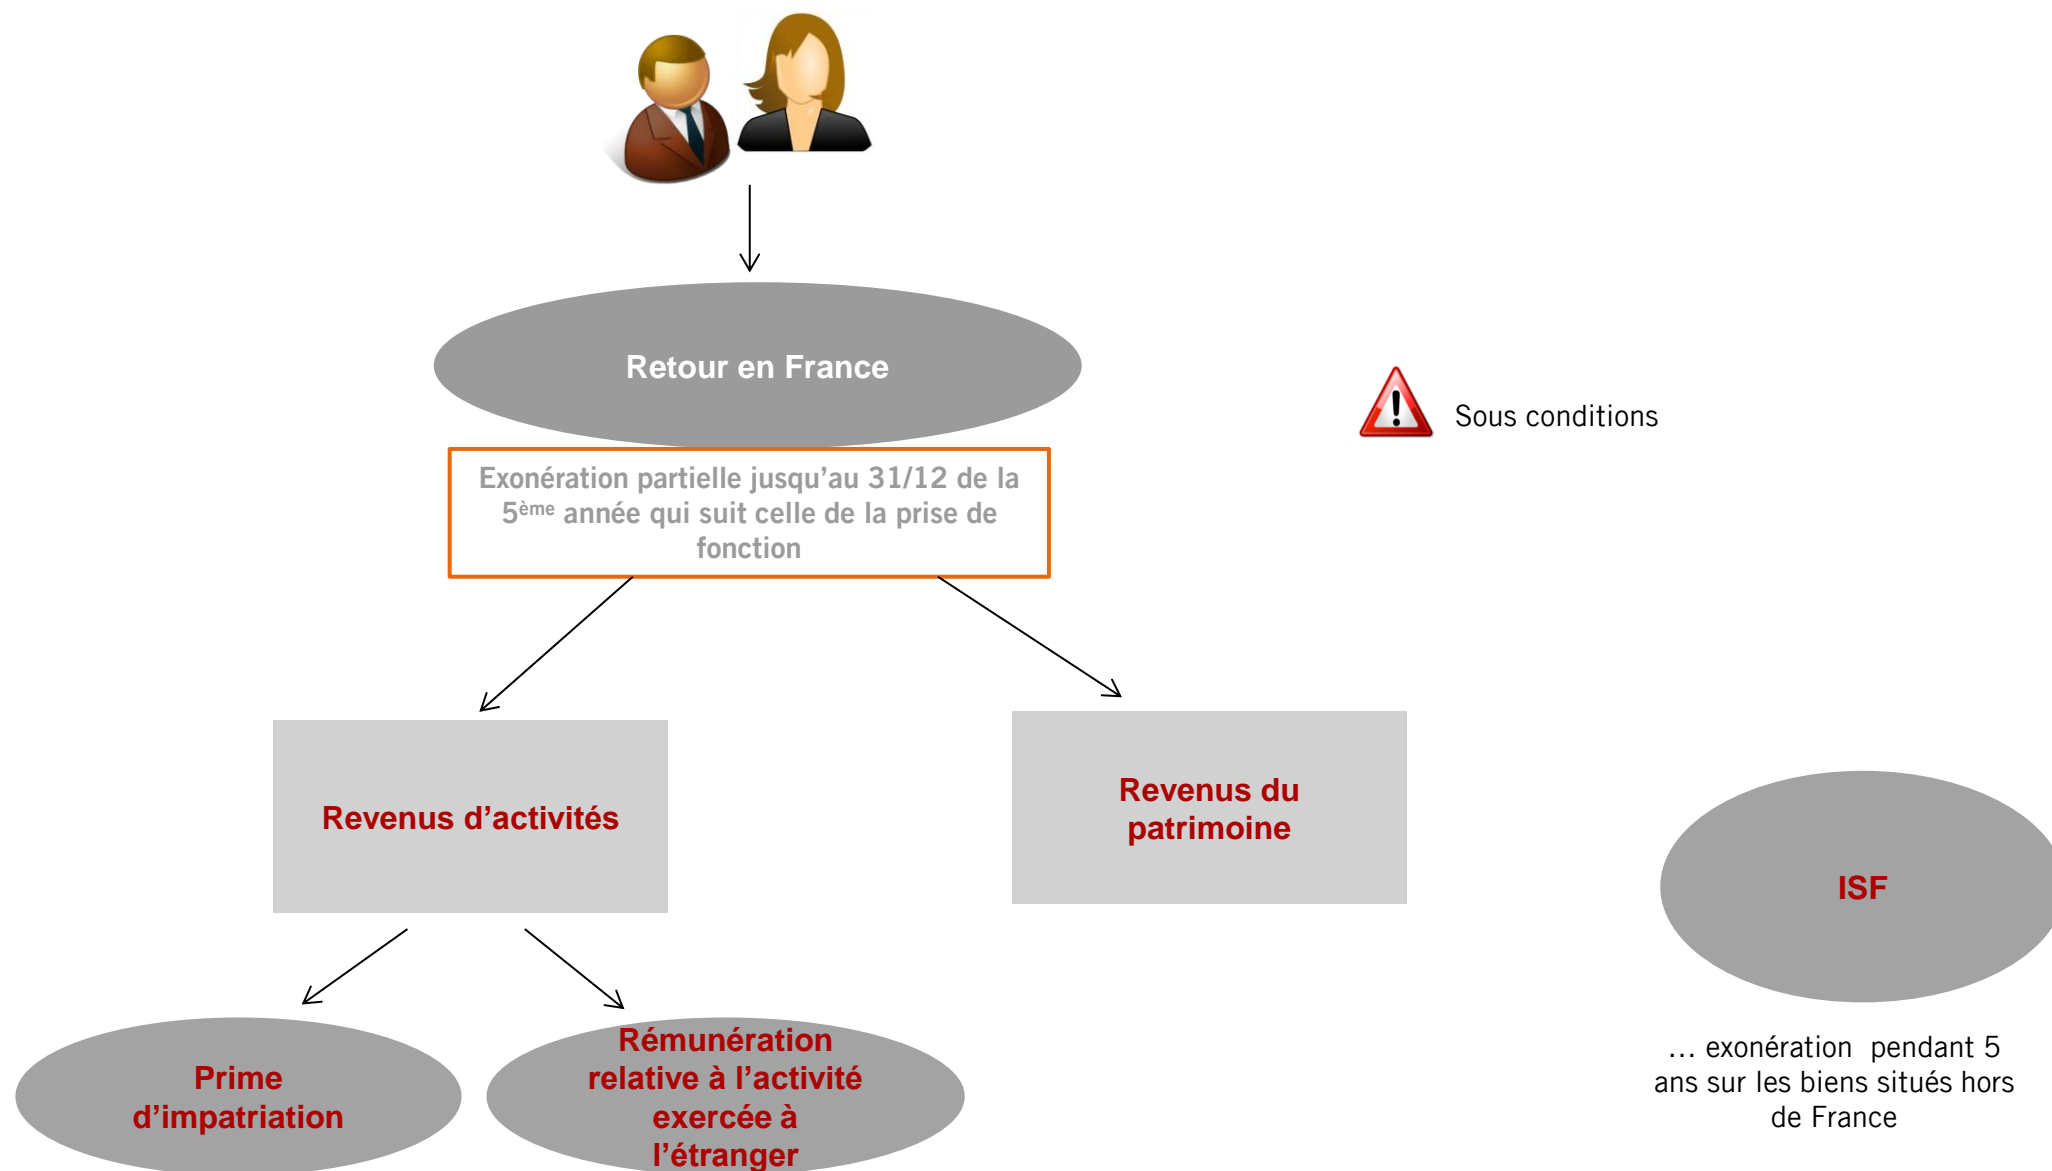 Retour en France
Sous conditions
Exonération partielle jusqu’au 31/12 de la
5ème année qui suit celle de la prise de
fonction
Revenus d’activités
Revenus du
patrimoine
ISF
Prime
d’impatriation
Rémunération
relative à l’activité
exercée à
l’étranger
… exonération pendant 5
ans sur les biens situés hors
de France